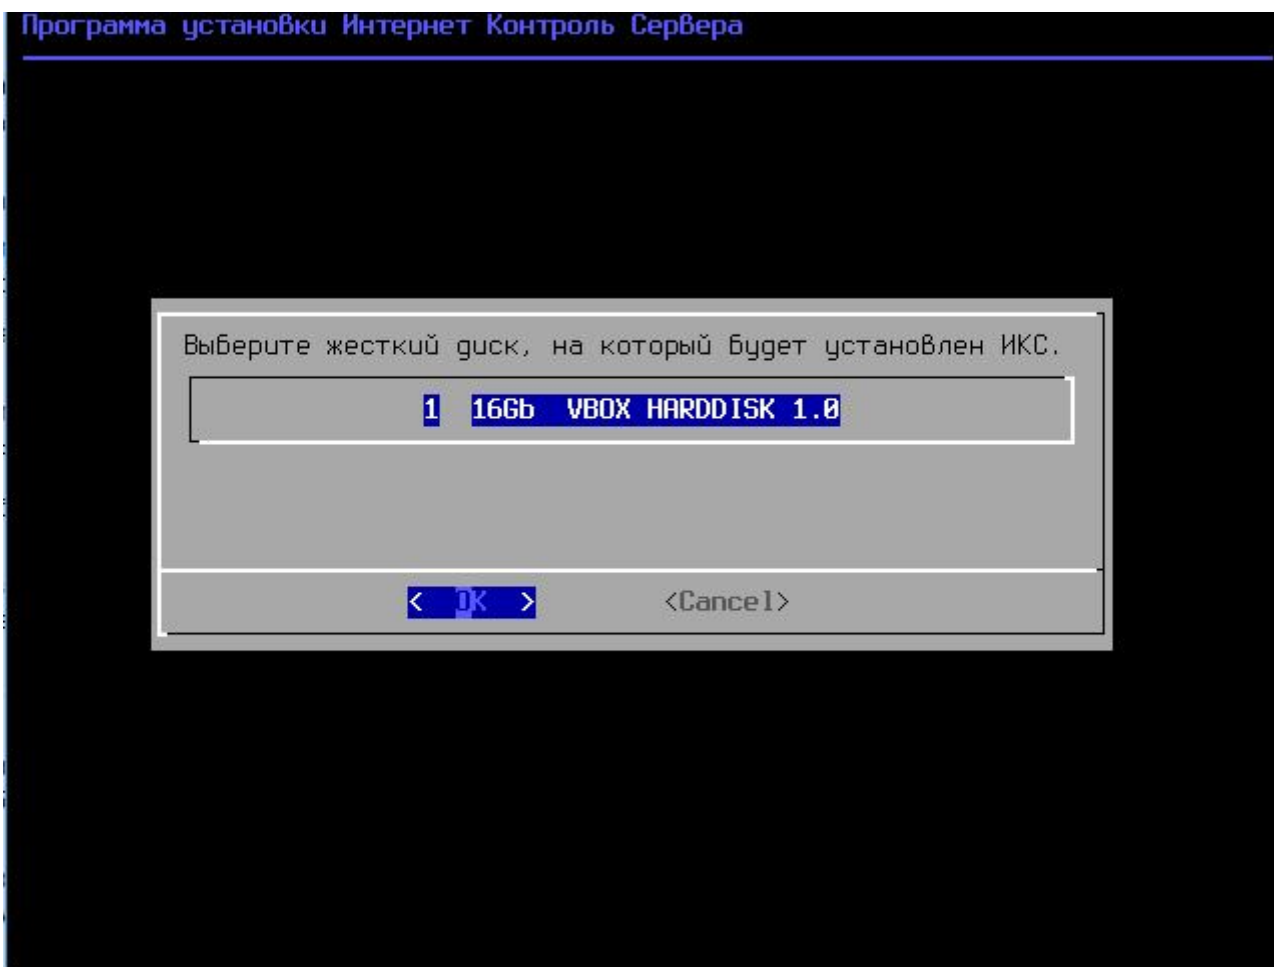 Программа установки Интернет Контроль Сервера
Выберите жесткий диск, на который будет установлен ИКС.
1 16Gb VBOX HARDDISK 1.0
< OK > <Cancel>